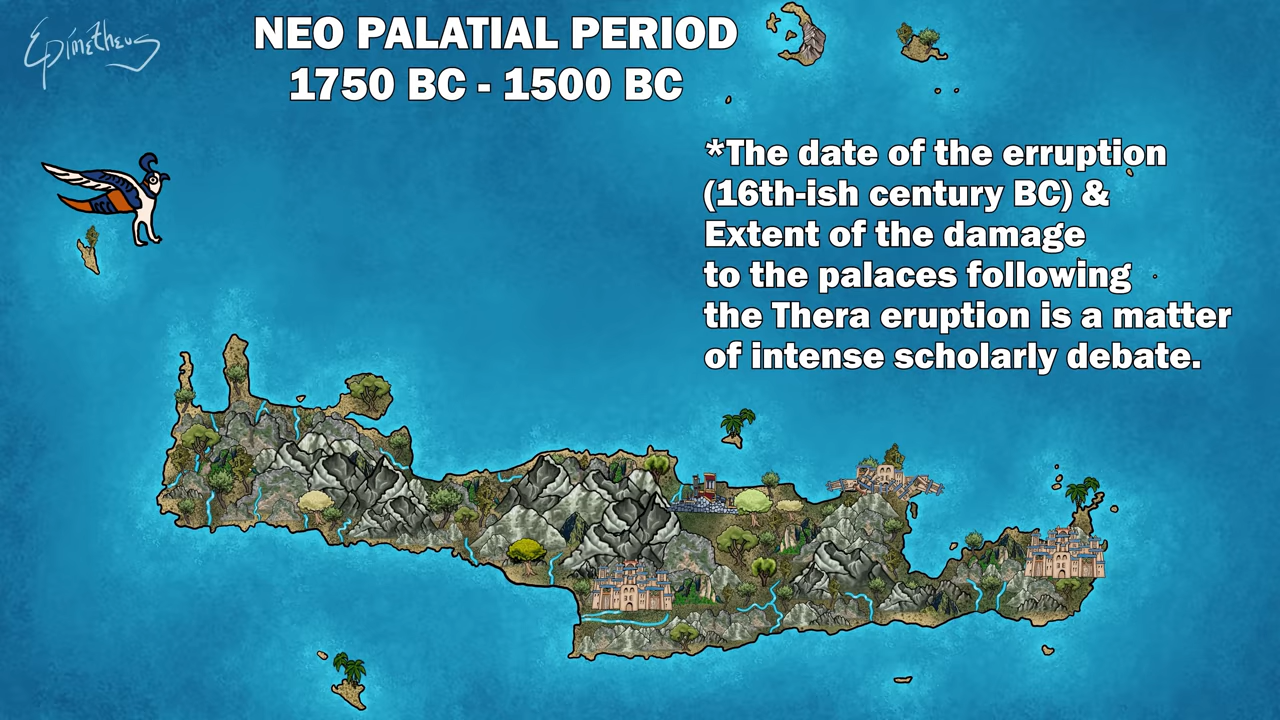 Epimetheus
NEO PALATIAL PERIOD
1750 BC - 1500 BC
*The date of the erruption
(16th-ish century BC) &
Extent of the damage
to the palaces following
the Thera eruption is a matter
of intense scholarly debate.